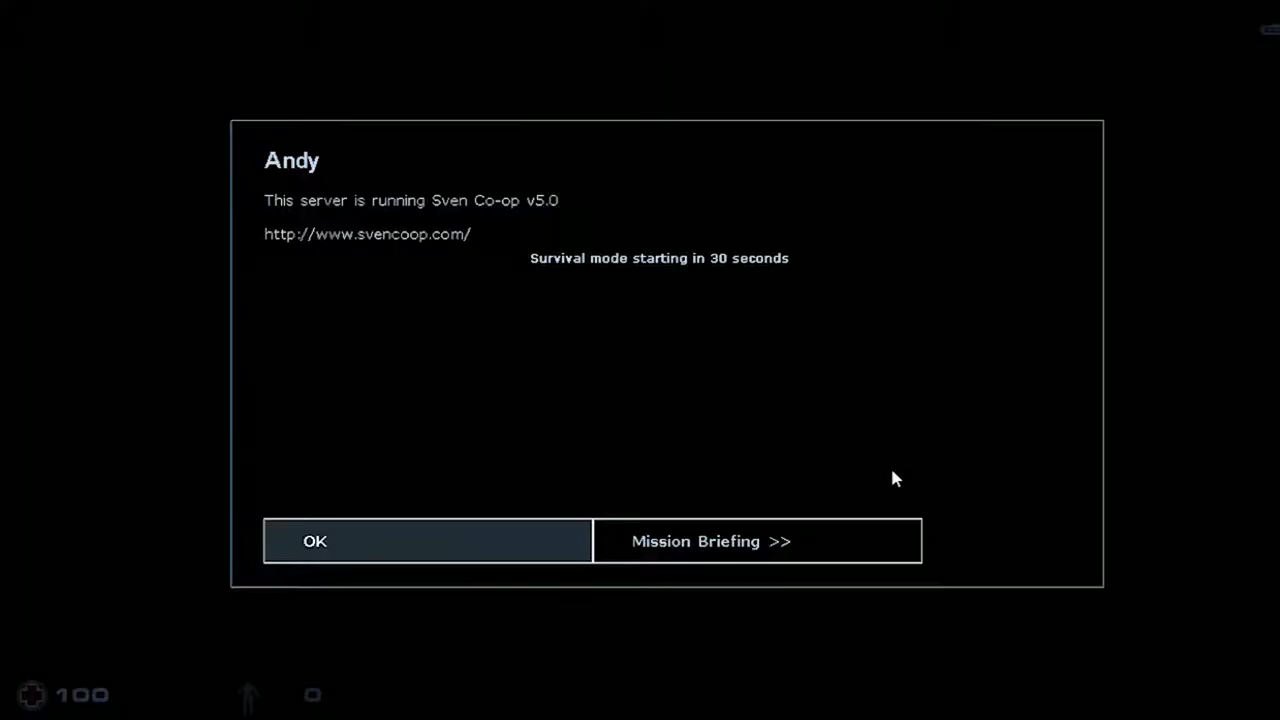 Andy
This server is running Sven Co-op v5.0
http://www.svencoop.com/
Survival mode starting in 30 seconds
OK
Mission Briefing >>
100
0